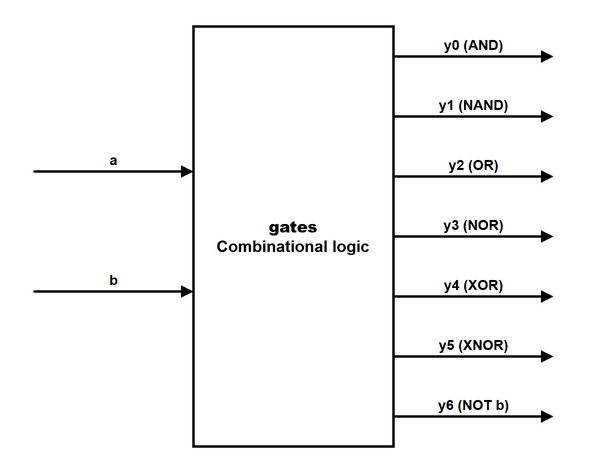 y0 (AND)
y1 (NAND)
a
y2 (OR)
gates
y3 (NOR)
Combinational logic
b
y4 (XOR)
y5 (XNOR)
y6 (NOT b)